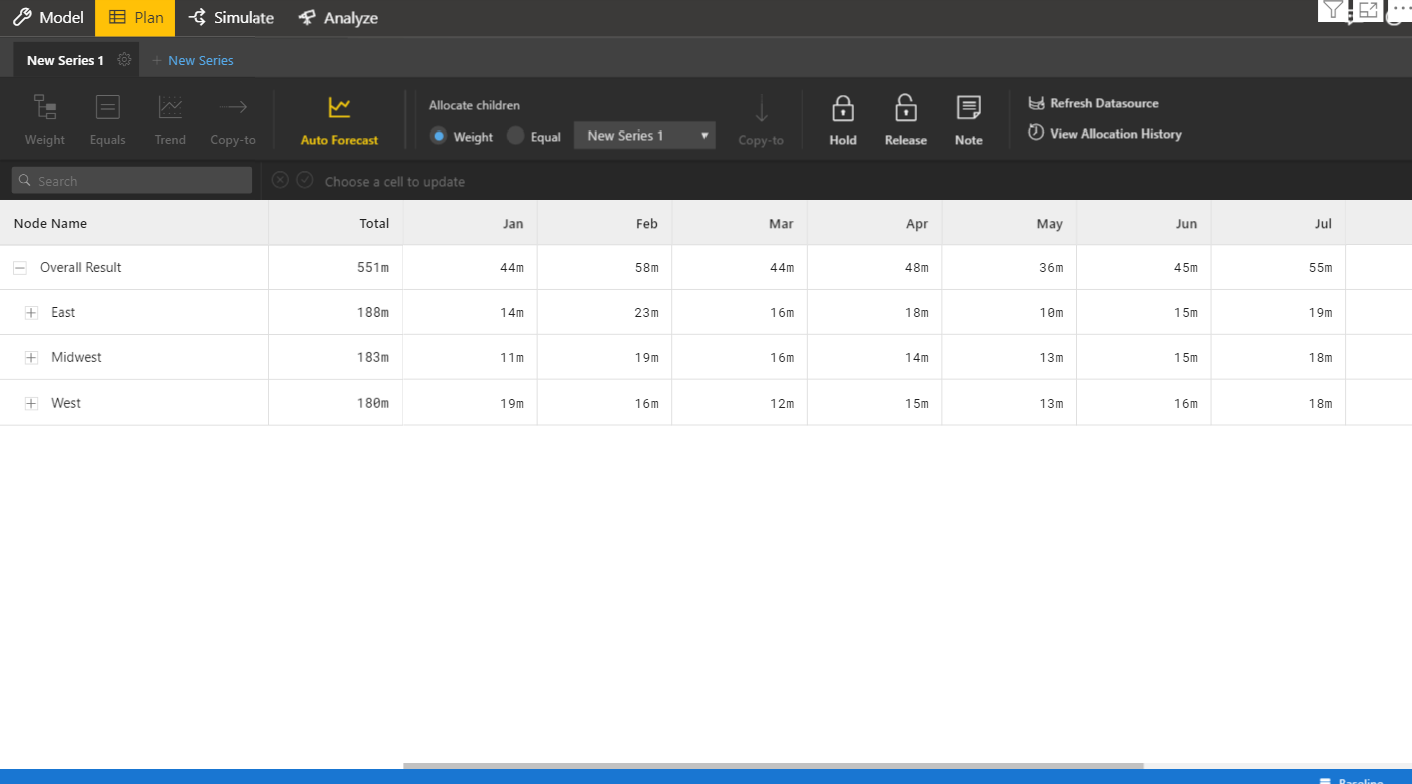 Model Plan Simulate Analyze
New Series 1 + New Series
Weight Equals Trend Copy-to Auto Forecast
Allocate children
Weight Equal New Series 1
Copy-to Hold Release Note
Refresh Datasource
View Allocation History
Search Choose a cell to update
Node Name Total Jan Feb Mar Apr May Jun Jul
Overall Result 551m 44m 58m 44m 48m 36m 45m 55m
East 188m 14m 23m 16m 18m 10m 15m 19m
Midwest 183m 11m 19m 16m 14m 13m 15m 18m
West 180m 19m 16m 12m 15m 13m 16m 18m
Baseline